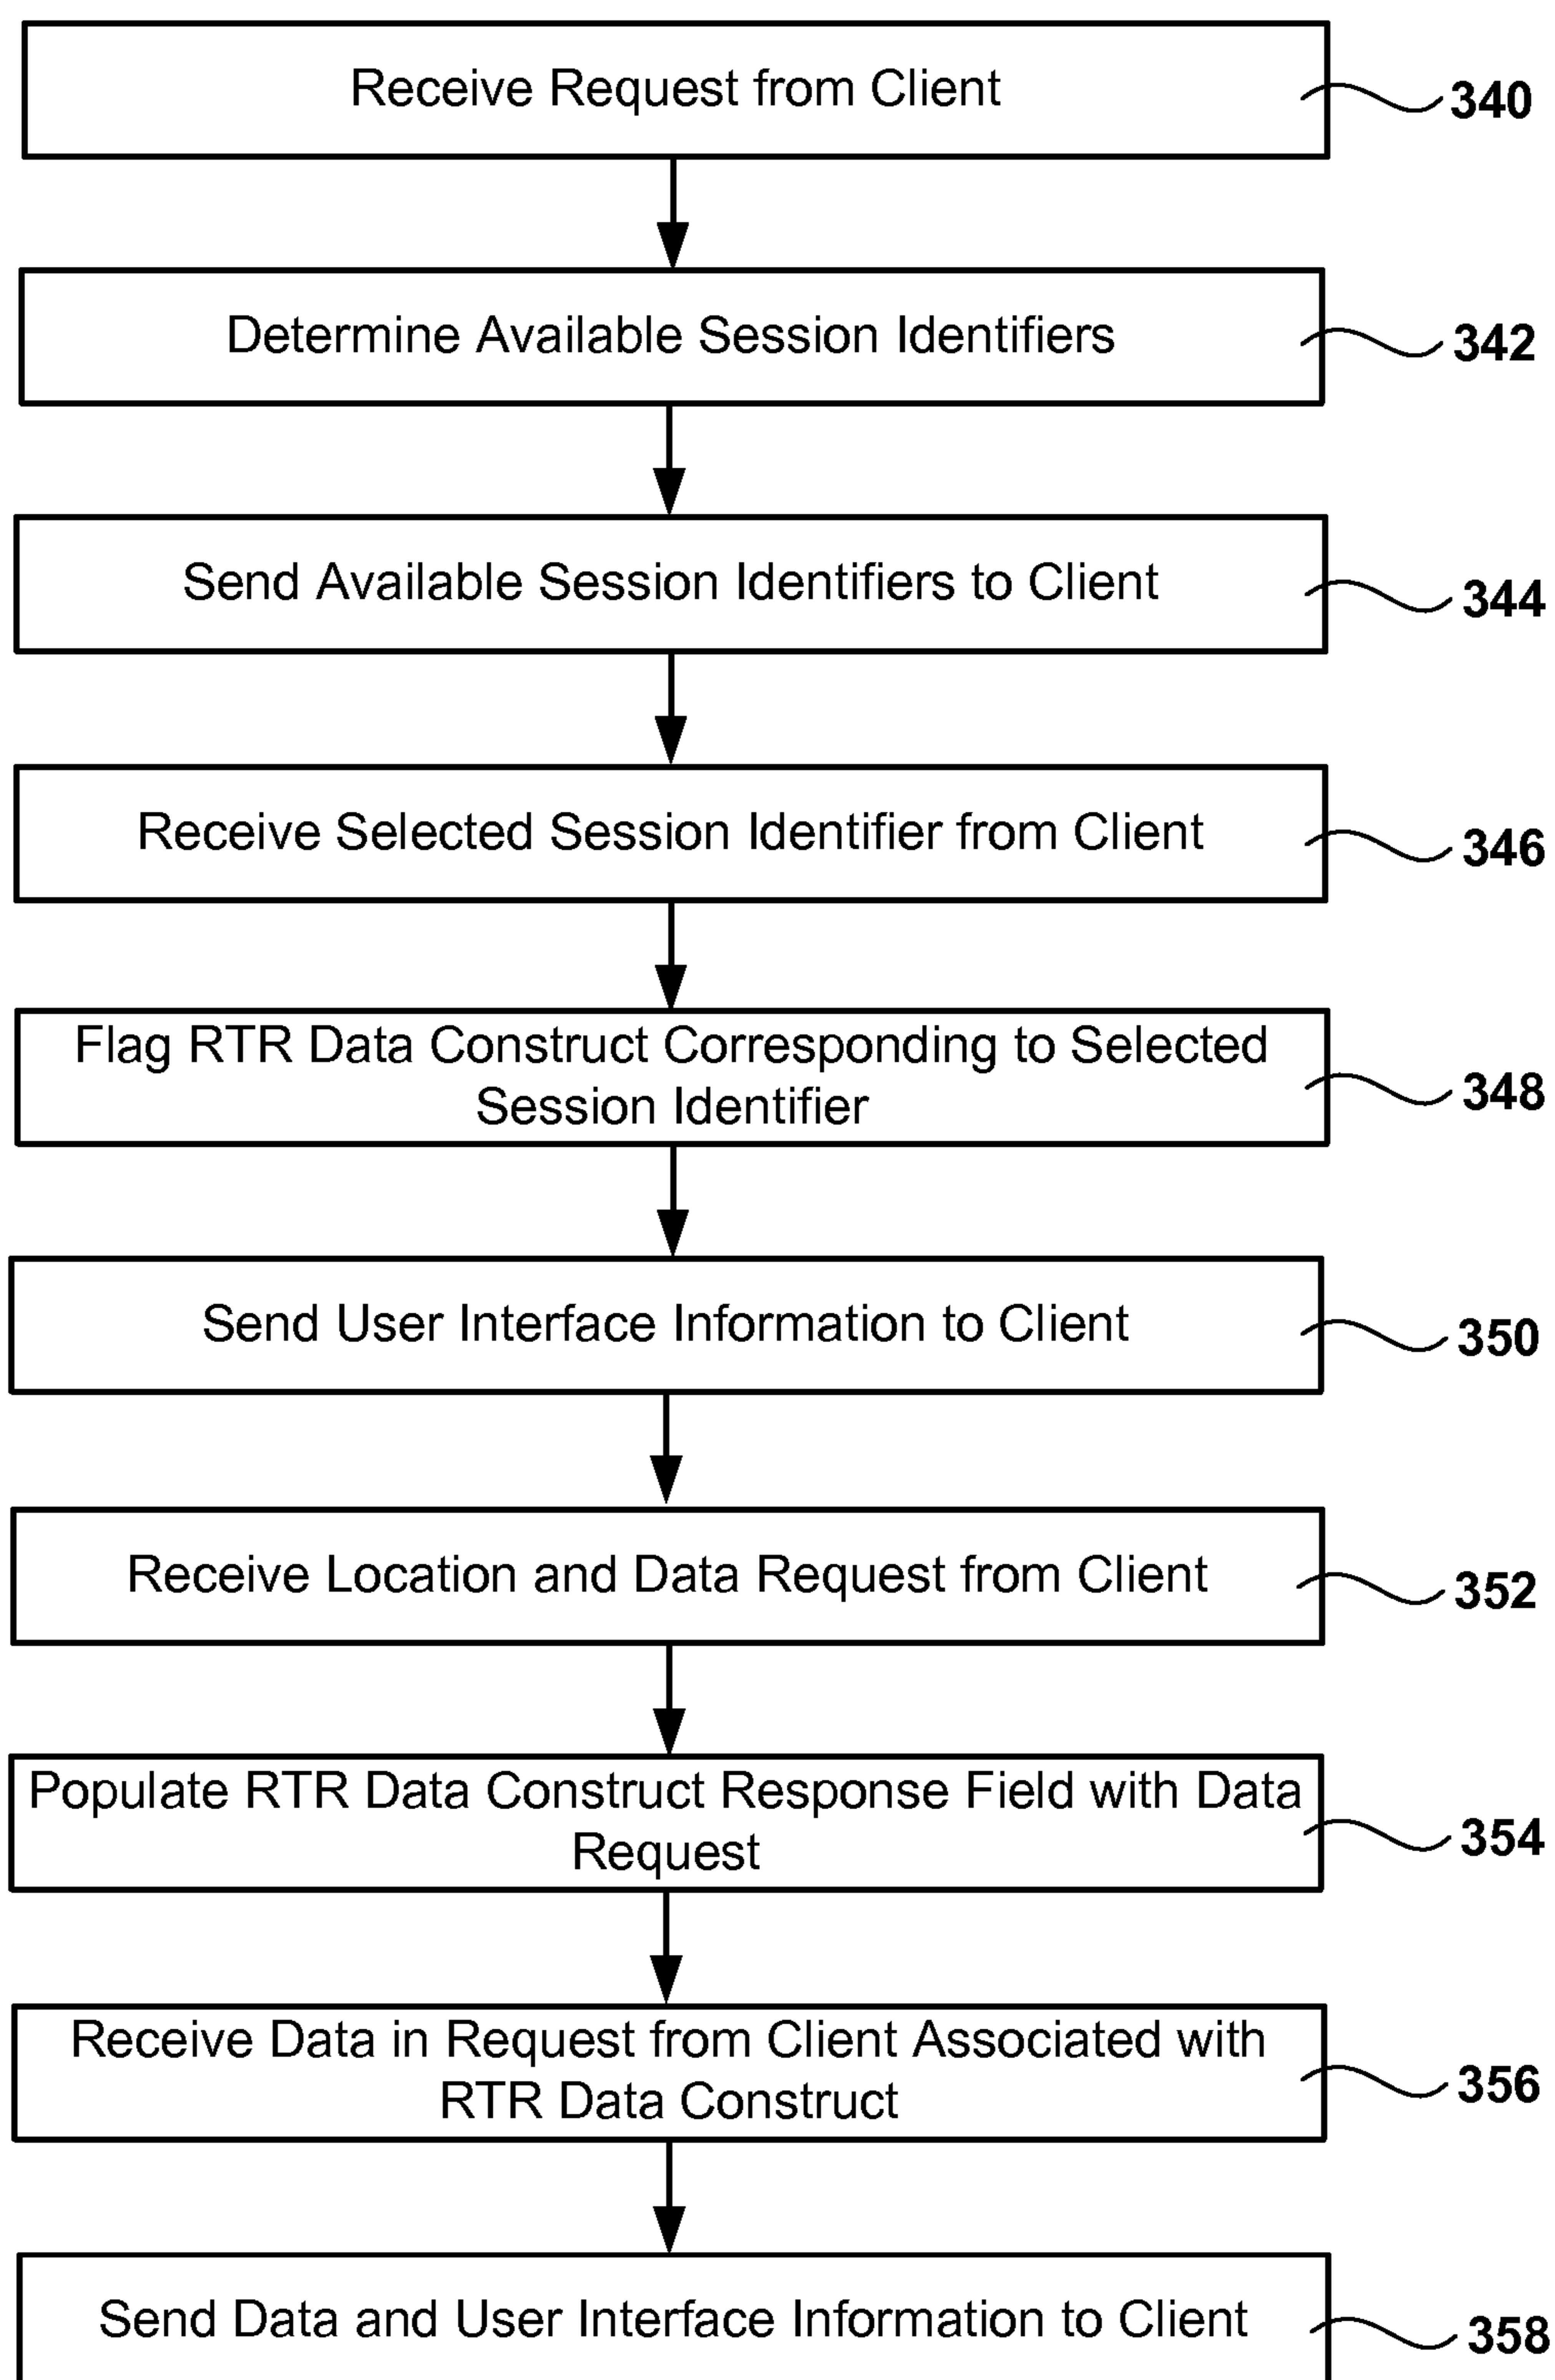 Receive Request from Client
340
Determine Available Session Identifiers
342
Send Available Session Identifiers to Client
344
Receive Selected Session Identifier from Client
346
Flag RTR Data Construct Corresponding to Selected
Session Identifier
348
Send User Interface Information to Client
350
Receive Location and Data Request from Client
352
Populate RTR Data Construct Response Field with Data
Request
354
Receive Data in Request from Client Associated with
RTR Data Construct
356
Send Data and User Interface Information to Client
358